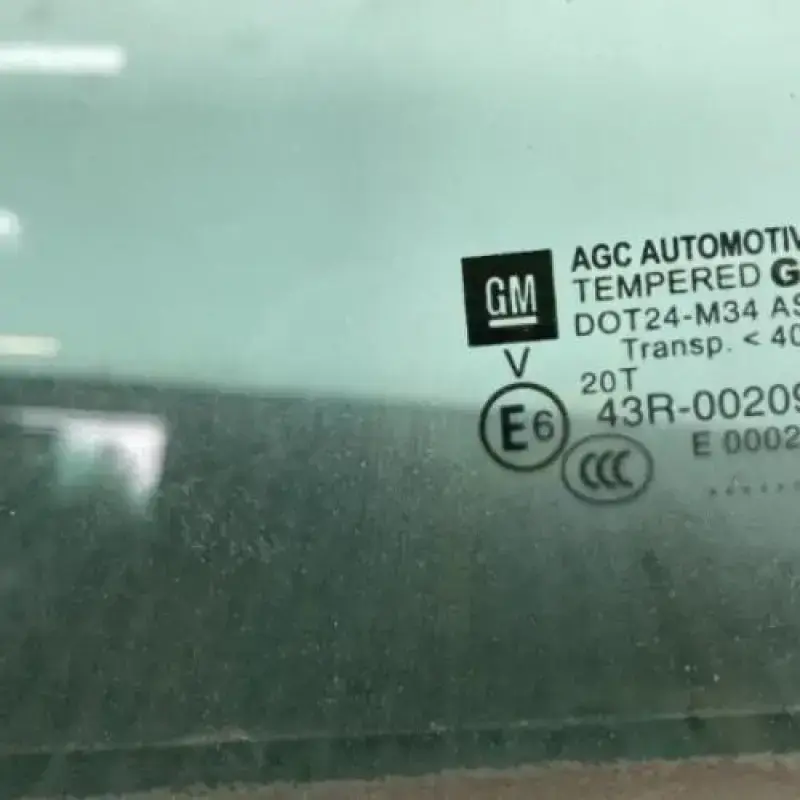 GM
AGC AUTOMOTIV
TEMPERED G
DOT24-M34 AS
Transp. < 40
V
20T
E6
43R-00209
CCC
E 0002